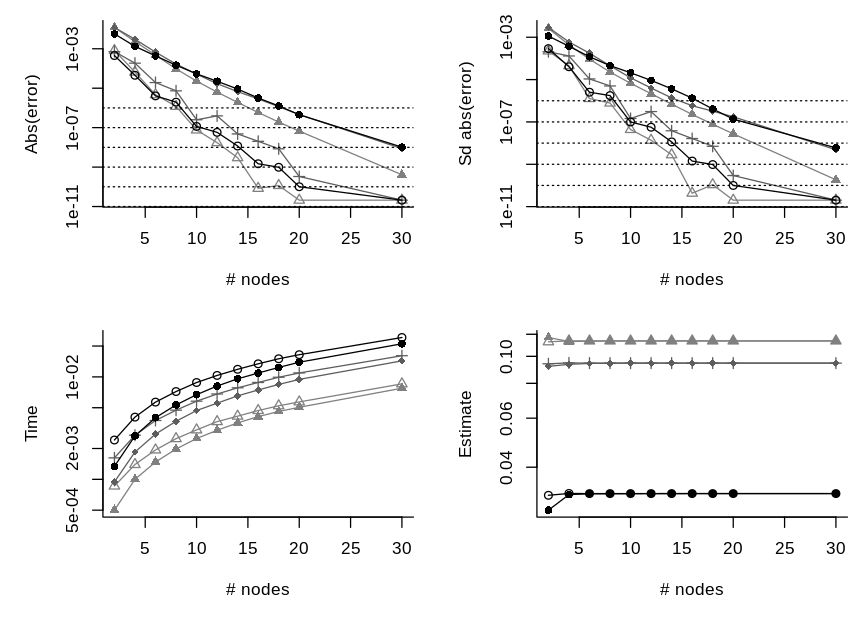 Abs(error)
1e-03
1e-07
1e-11
5 10 15 20 25 30
# nodes
Sd abs(error)
1e-03
1e-07
1e-11
5 10 15 20 25 30
# nodes
Time
1e-02
2e-03
5e-04
5 10 15 20 25 30
# nodes
Estimate
0.10
0.06
0.04
5 10 15 20 25 30
# nodes